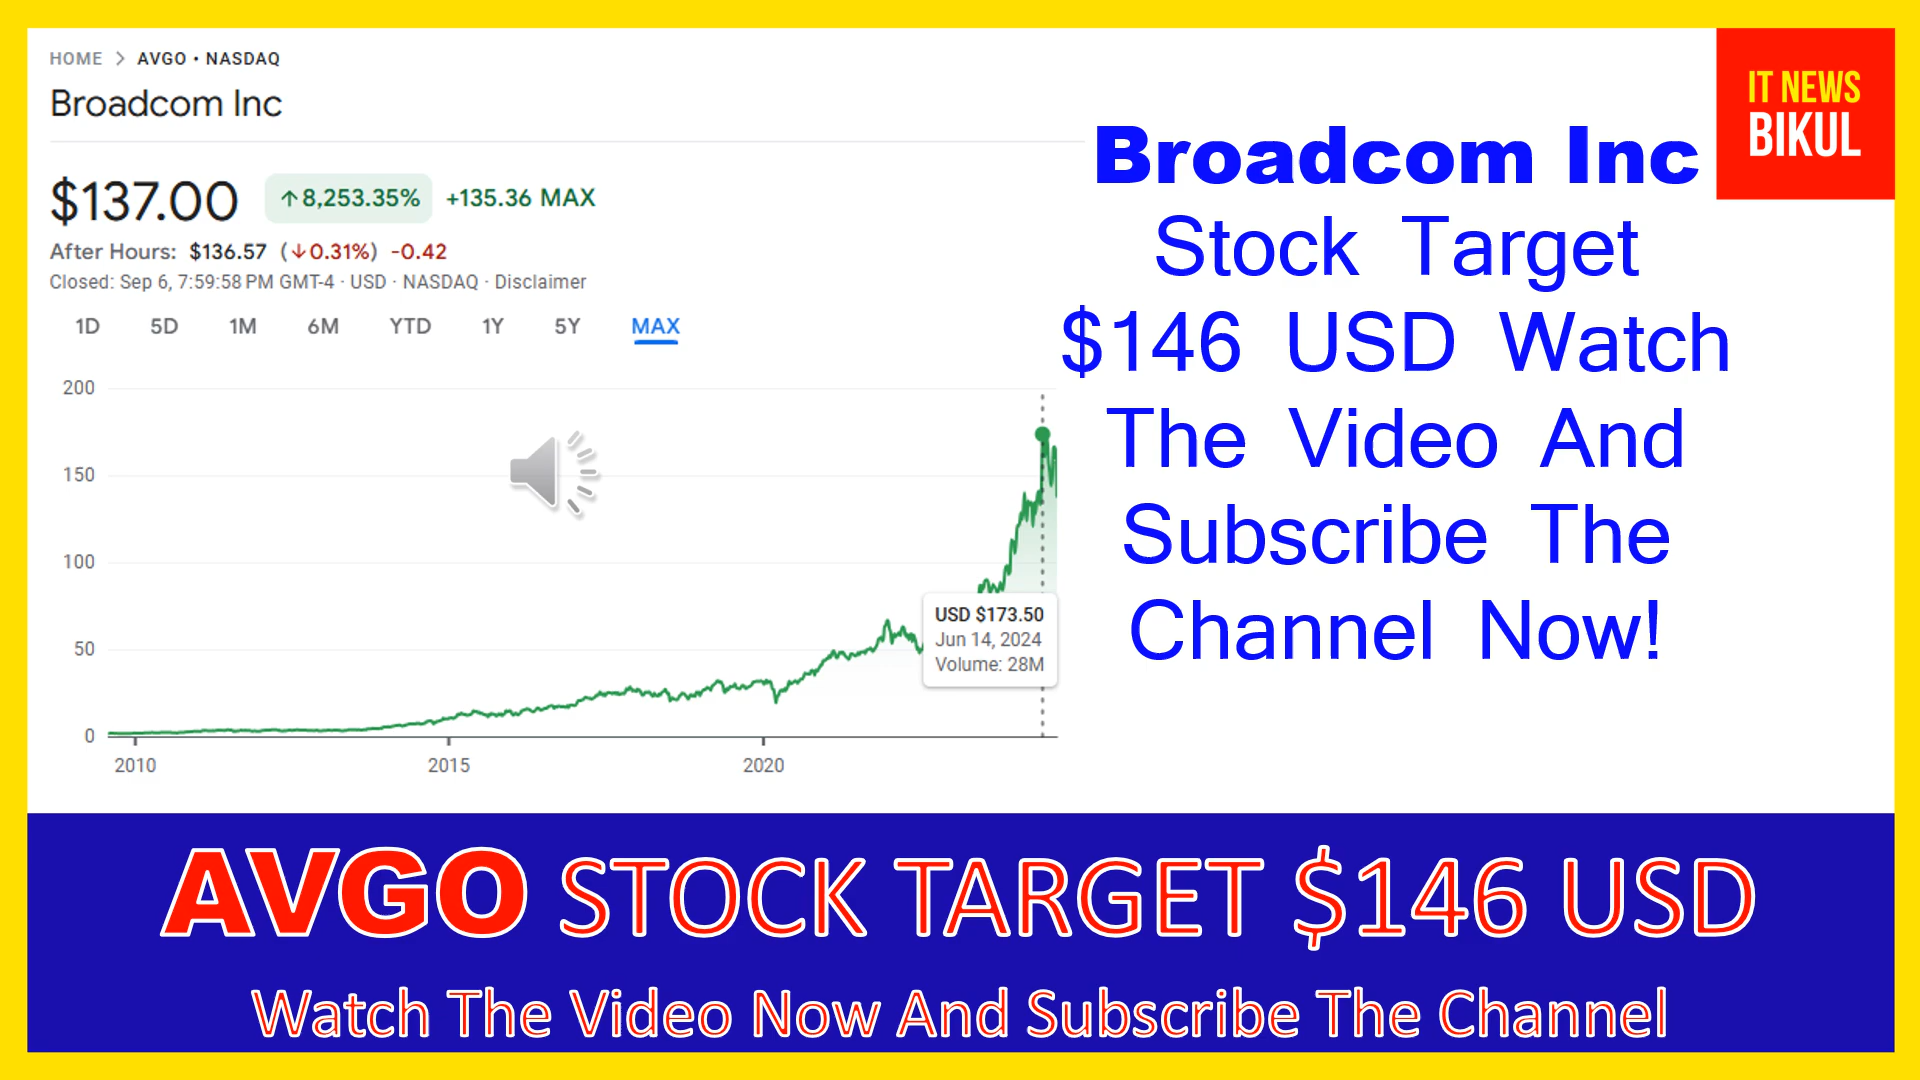 HOME > AVGO • NASDAQ
Broadcom Inc
$137.00 ↑8,253.35% +135.36 MAX
After Hours: $136.57 (↓0.31%) -0.42
Closed: Sep 6, 7:59:58 PM GMT-4 · USD · NASDAQ · Disclaimer
1D 5D 1M 6M YTD 1Y 5Y MAX
200
150
100
50
0
2010 2015 2020
USD $173.50
Jun 14, 2024
Volume: 28M
IT NEWS
BIKUL
Broadcom Inc
Stock Target
$146 USD Watch
The Video And
Subscribe The
Channel Now!
AVGO STOCK TARGET $146 USD
Watch The Video Now And Subscribe The Channel